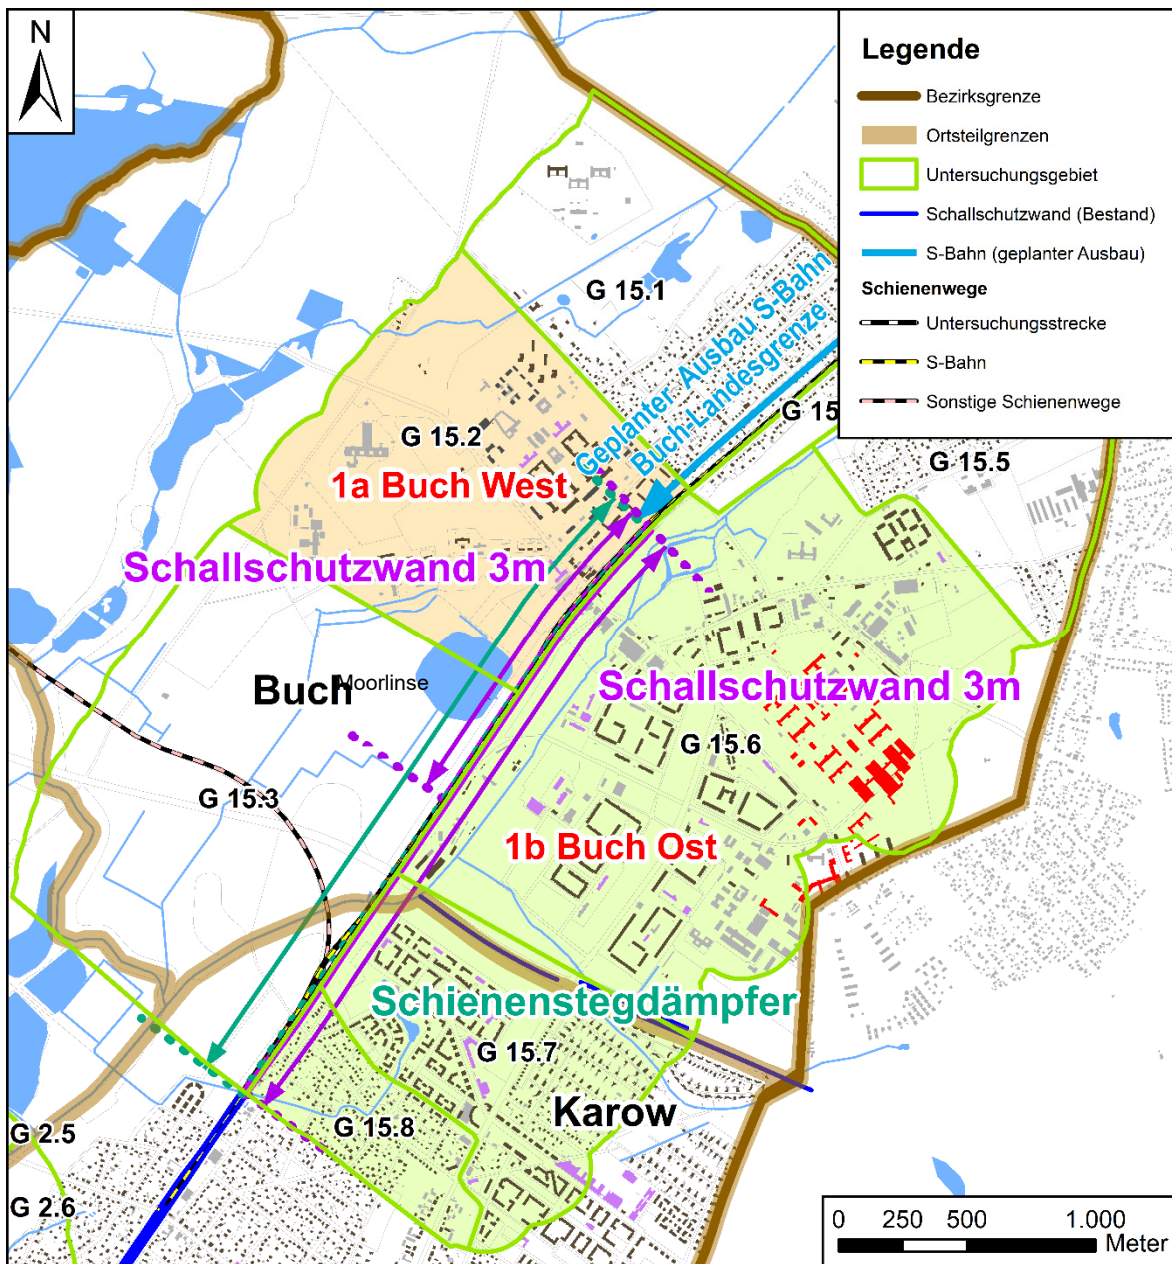 N
Legende
Bezirksgrenze
Ortsteilgrenzen
Untersuchungsgebiet
Schallschutzwand (Bestand)
S-Bahn (geplanter Ausbau)
Schienenwege
Untersuchungsstrecke
S-Bahn
Sonstige Schienenwege
G 15.1
Geplanter Ausbau S-Bahn
Buch-Landesgrenze
G 15
G 15.2
G 15.5
1a Buch West
Schallschutzwand 3m
Buch
Moorlinse
Schallschutzwand 3m
G 15.6
G 15.3
1b Buch Ost
Schienenstegdämpfer
G 15.7
Karow
G 15.8
G 2.5
G 2.6
0 250 500 1.000
Meter